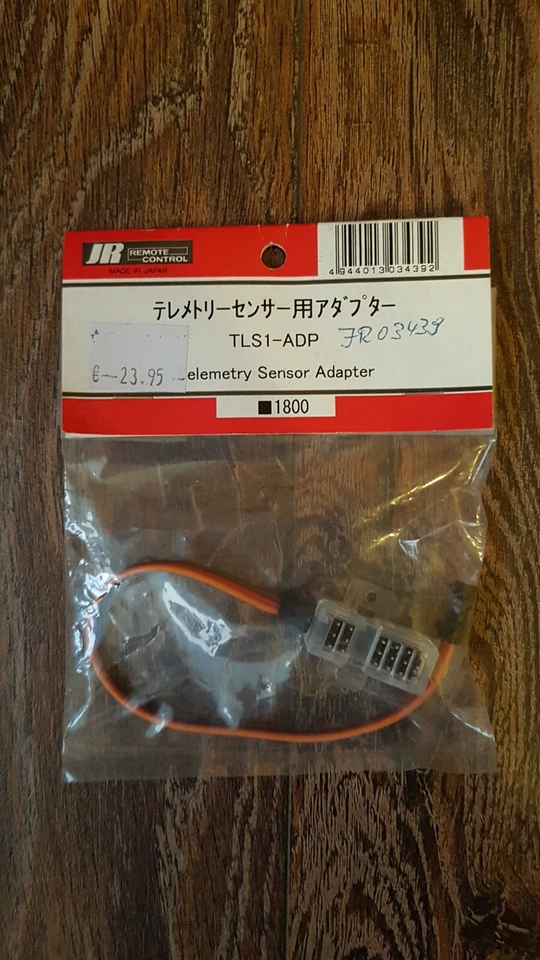 JR REMOTE CONTROL
MADE IN JAPAN
4944013034392
テレメトリーセンサー用アダプター
TLS1-ADP JR03439
€-23.95 elemetry Sensor Adapter
■1800